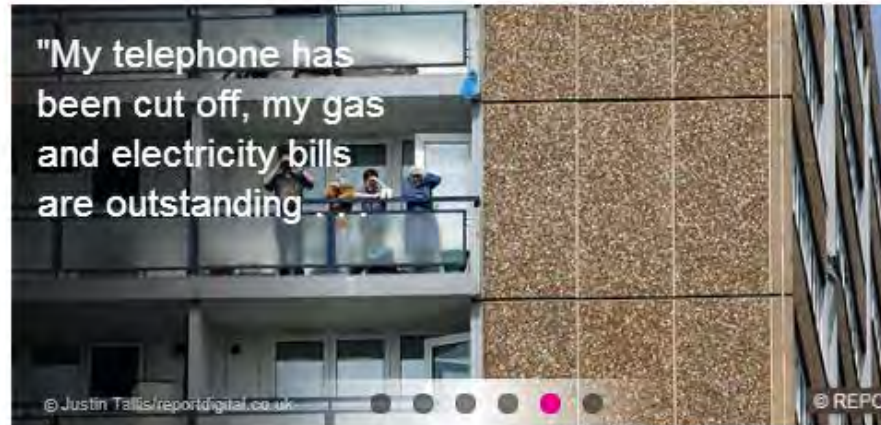 "My telephone has
been cut off, my gas
and electricity bills
are outstanding . . ."
© Justin Tallis/reportdigital.co.uk
© REPO